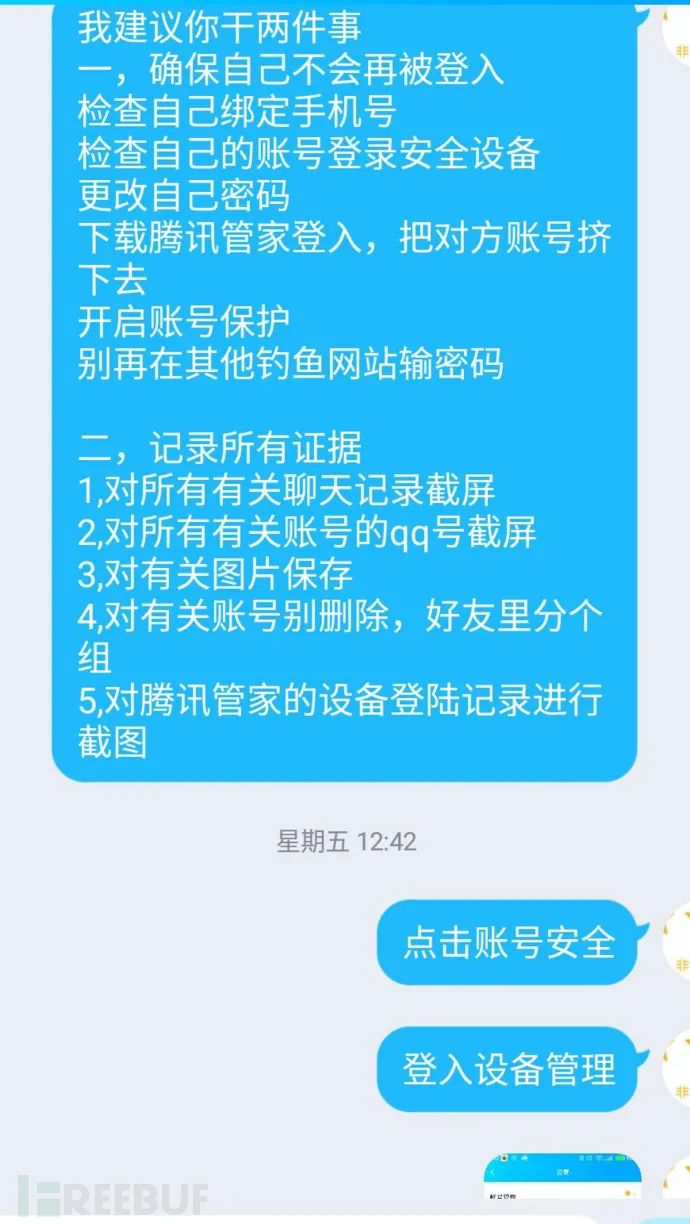 我建议你干两件事
一，确保自己不会再被登入
检查自己绑定手机号
检查自己的账号登录安全设备
更改自己密码
下载腾讯管家登入，把对方账号挤
下去
开启账号保护
别再在其他钓鱼网站输密码
二，记录所有证据
1,对所有有关聊天记录截屏
2,对所有有关账号的qq号截屏
3,对有关图片保存
4,对有关账号别删除，好友里分个
组
5,对腾讯管家的设备登陆记录进行
截图
星期五 12:42
点击账号安全
登入设备管理
设置
FREEBUF